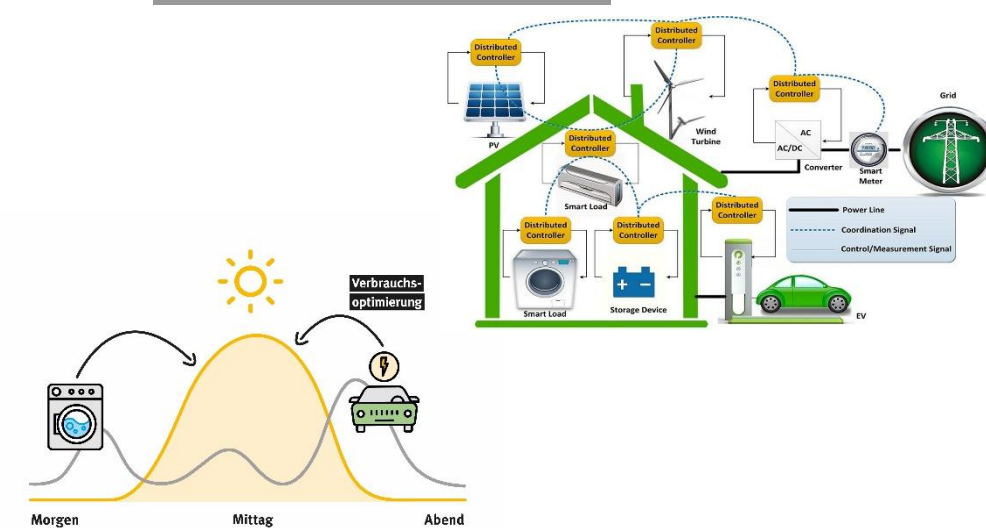 Distributed
Controller
Distributed
Controller
Distributed
Controller
Grid
PV
Wind
Turbine
AC
AC/DC
Converter
Smart
Meter
Distributed
Controller
Smart Load
Distributed
Controller
Distributed
Controller
Distributed
Controller
Power Line
Coordination Signal
Control/Measurement Signal
Smart Load
Storage Device
EV
Verbrauchs-
optimierung
Morgen
Mittag
Abend